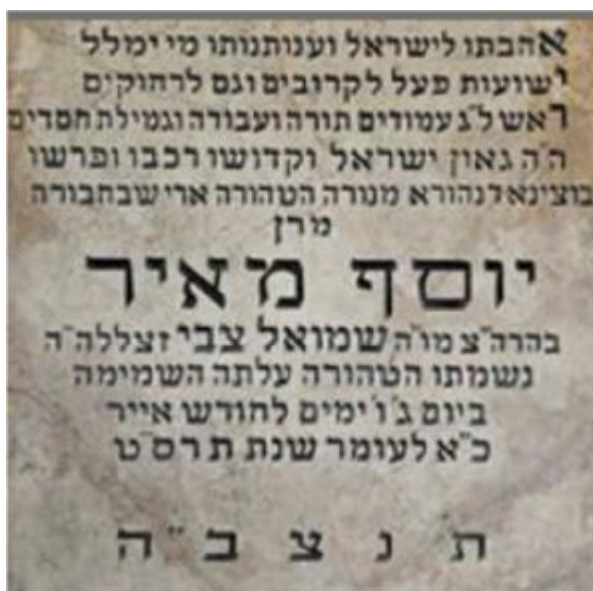 אהבתו לישראל וענותנותו מי ימלל
ישועות פעל לקרובים וגם לרחוקים
ראש לג׳ עמודים תורה ועבודה וגמילת חסדים
ה״ה גאון ישראל וקדושו רכבו ופרשו
בוצינא דנהורא מנורה הטהורה ארי שבחבורה
מרן
יוסף מאיר
בהרה״צ מו״ה שמואל צבי זצללה״ה
נשמתו הטהורה עלתה השמימה
ביום ג׳ ו׳ ימים לחודש אייר
כ״א לעומר שנת תרס״ט
ת נ צ ב ״ ה